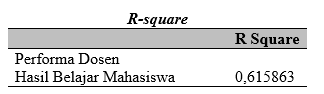 R-square
R Square
Performa Dosen
Hasil Belajar Mahasiswa 0,615863